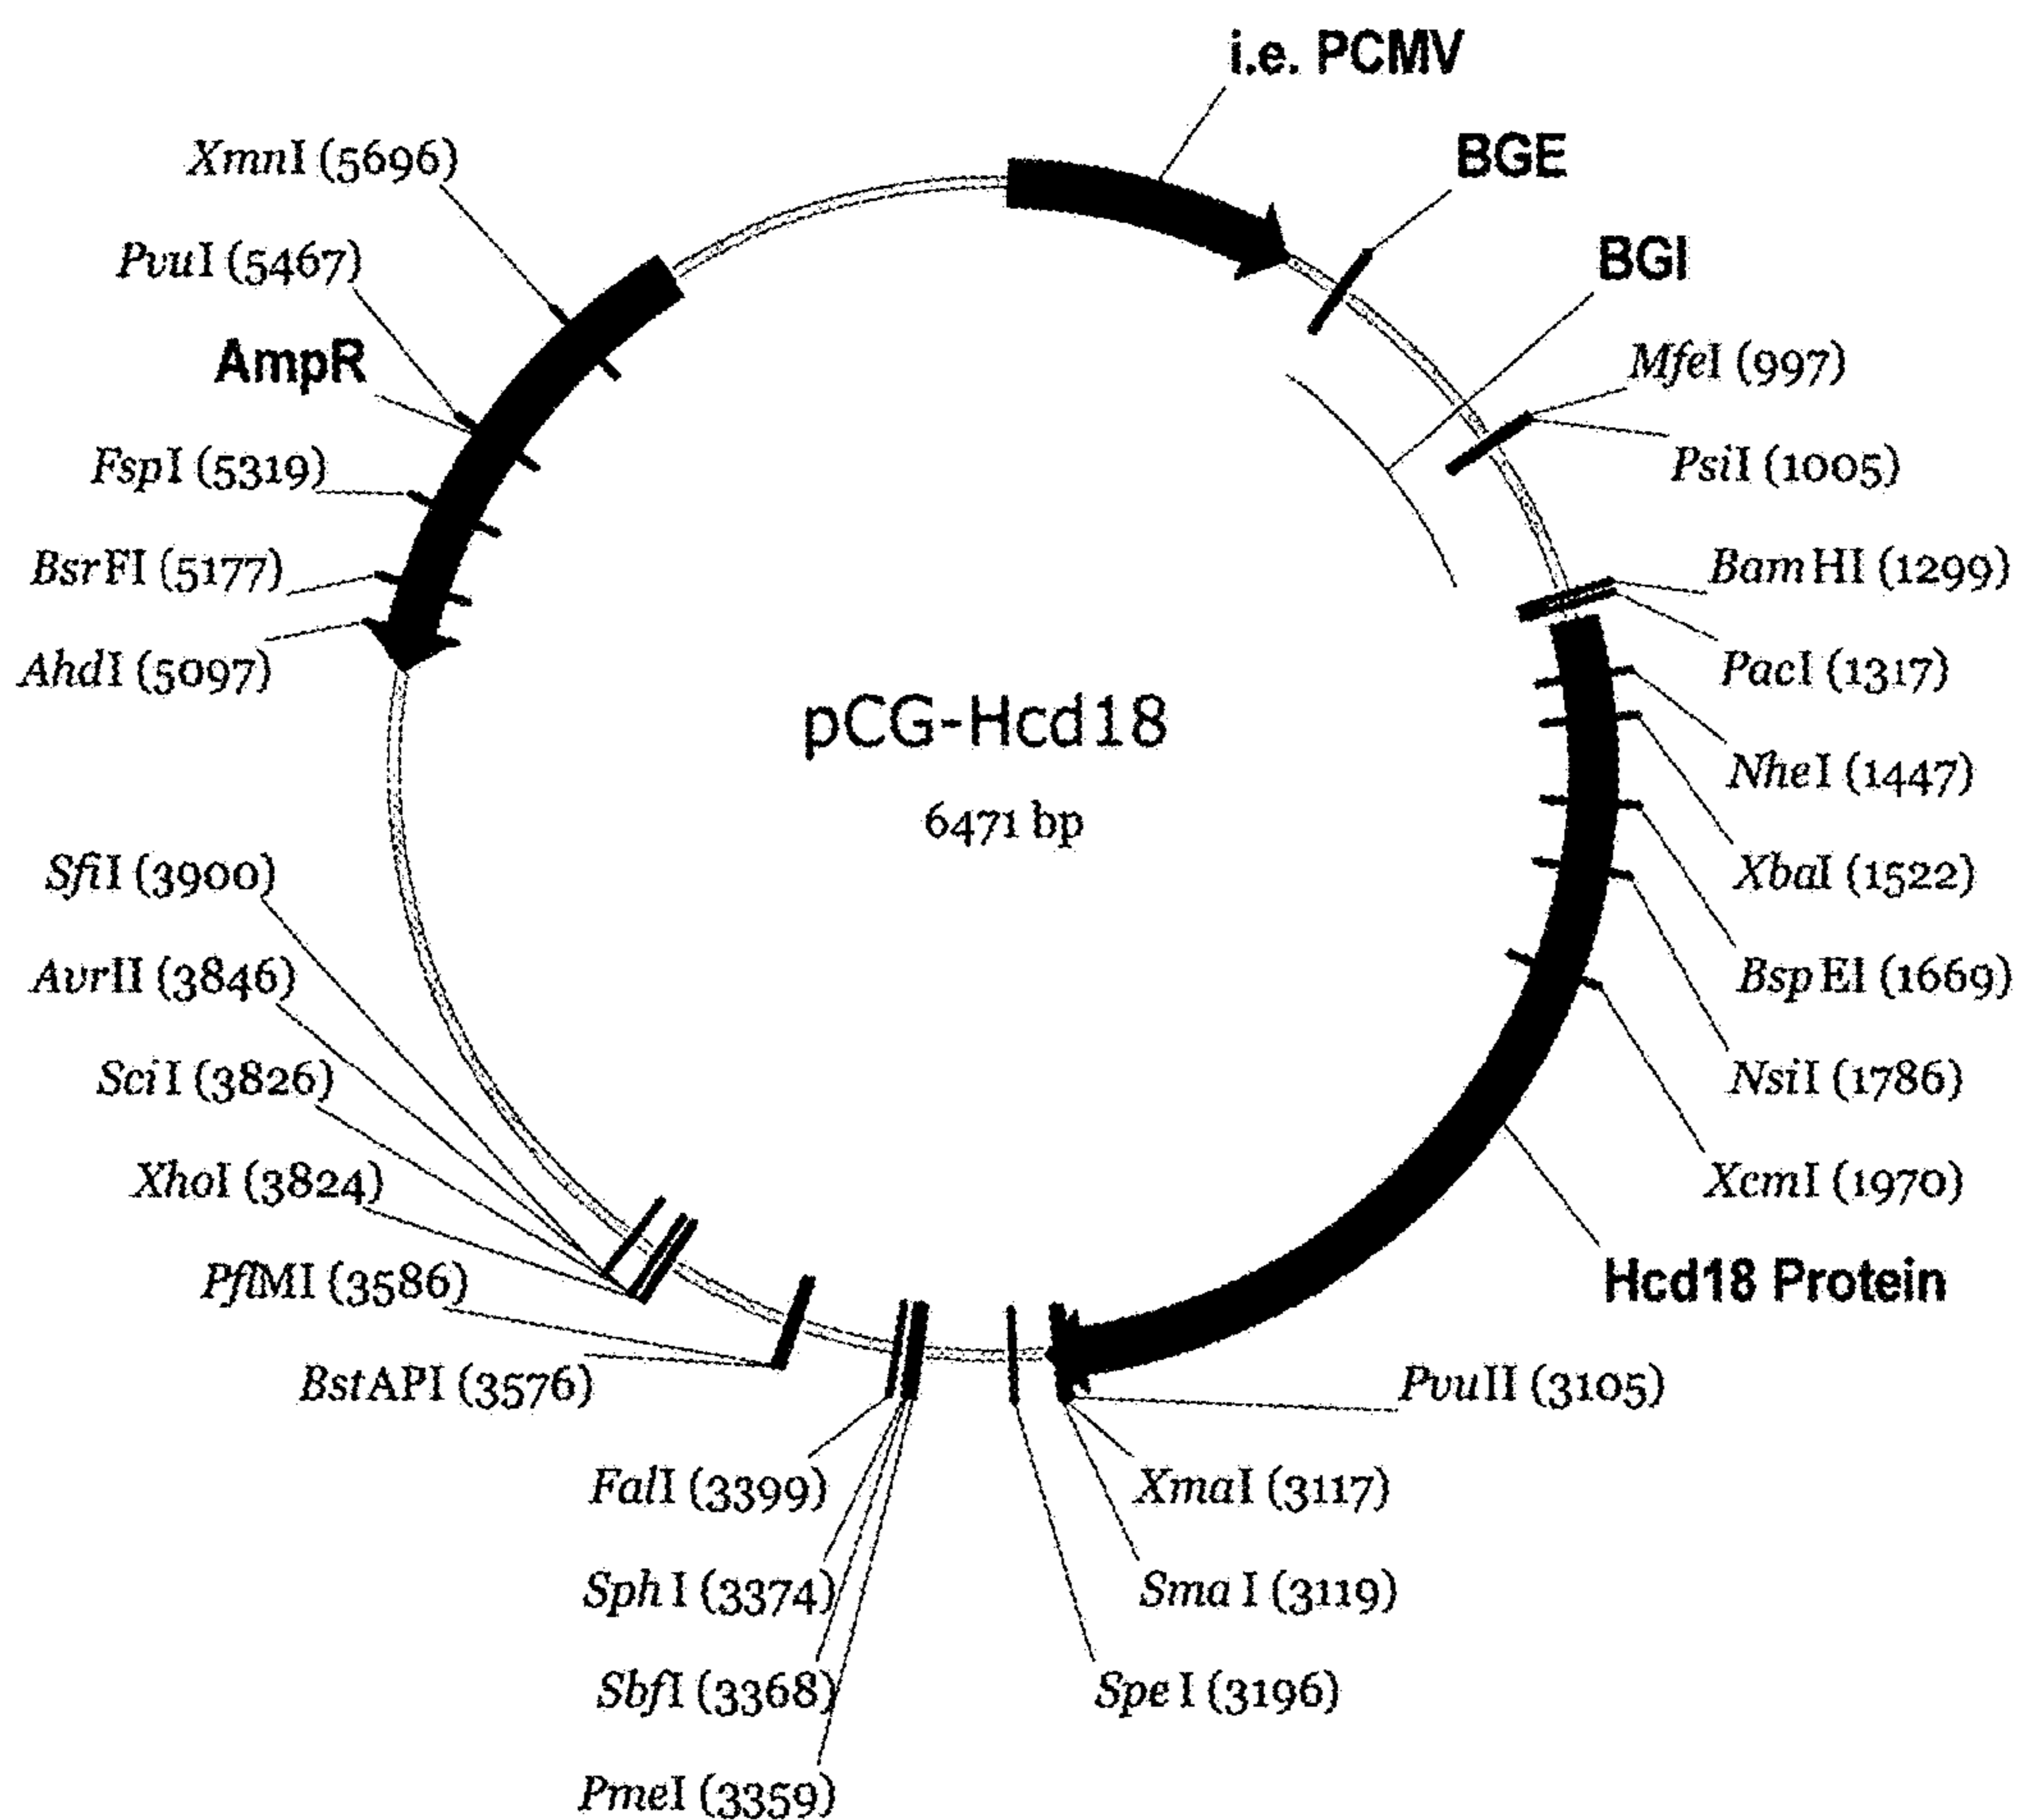 i.e. PCMV
BGE
BGI
MfeI (997)
PsiI (1005)
BamHI (1299)
PacI (1317)
NheI (1447)
XbaI (1522)
BspEI (1669)
NsiI (1786)
XcmI (1970)
Hcd18 Protein
PvuII (3105)
XmaI (3117)
SmaI (3119)
SpeI (3196)
PmeI (3359)
SbfI (3368)
SphI (3374)
FalI (3399)
BstAPI (3576)
PflMI (3586)
XhoI (3824)
SciI (3826)
AvrII (3846)
SfiI (3900)
AhdI (5097)
BsrFI (5177)
FspI (5319)
AmpR
PvuI (5467)
XmnI (5696)
pCG-Hcd18
6471 bp